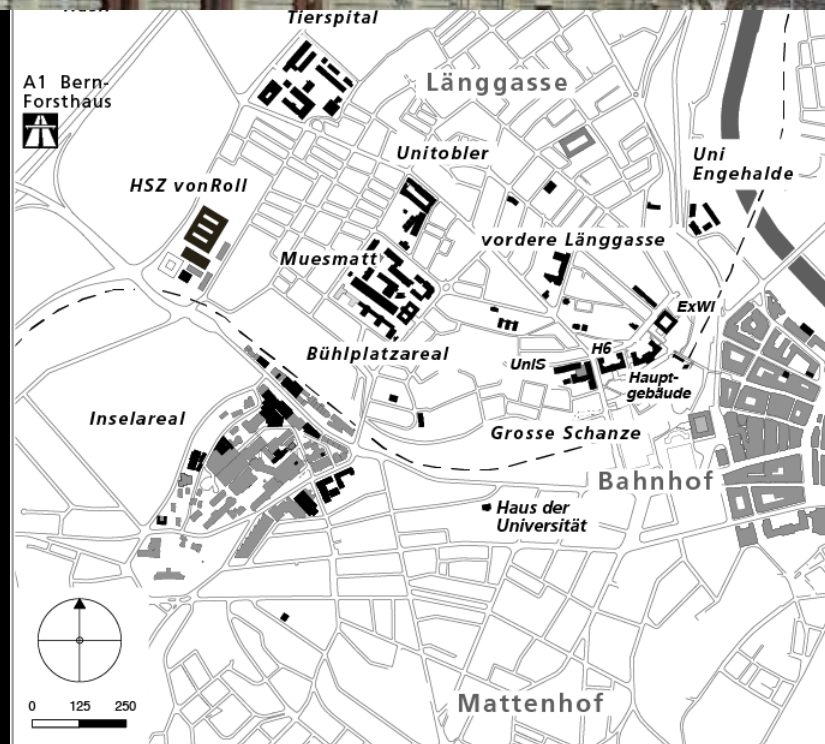 Tierspital
A1 Bern-
Forsthaus
Länggasse
Unitobler
Uni
Engehalde
HSZ vonRoll
vordere Länggasse
Muesmatt
ExWi
Bühlplatzareal
H6
UniS
Haupt-
gebäude
Inselareal
Grosse Schanze
Bahnhof
Haus der
Universität
0 125 250
Mattenhof